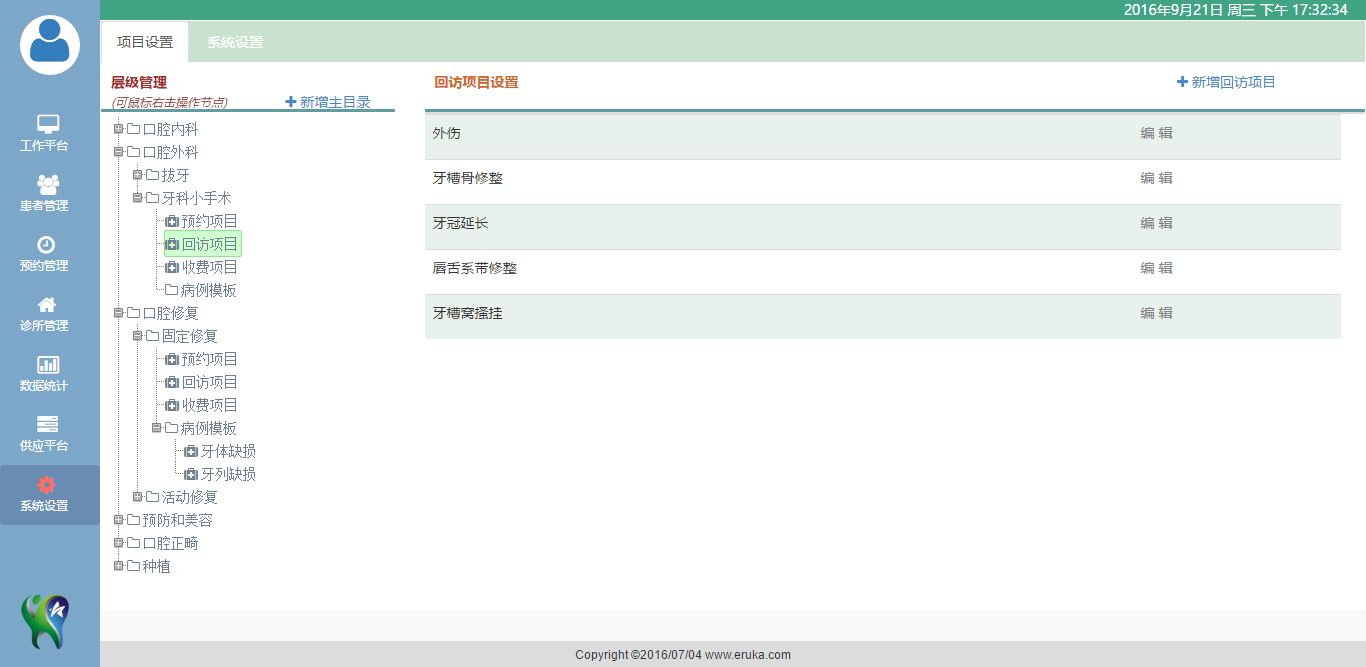 2016年9月21日 周三 下午 17:32:34
项目设置 系统设置
工作平台
患者管理
预约管理
诊所管理
数据统计
供应平台
系统设置
层级管理
(可鼠标右击操作节点) 新增主目录
口腔内科
口腔外科
拔牙
牙科小手术
预约项目
回访项目
收费项目
病例模板
口腔修复
固定修复
预约项目
回访项目
收费项目
病例模板
牙体缺损
牙列缺损
活动修复
预防和美容
口腔正畸
种植
回访项目设置 新增回访项目
外伤 编 辑
牙槽骨修整 编 辑
牙冠延长 编 辑
唇舌系带修整 编 辑
牙槽窝搔挂 编 辑
Copyright ©2016/07/04 www.eruka.com